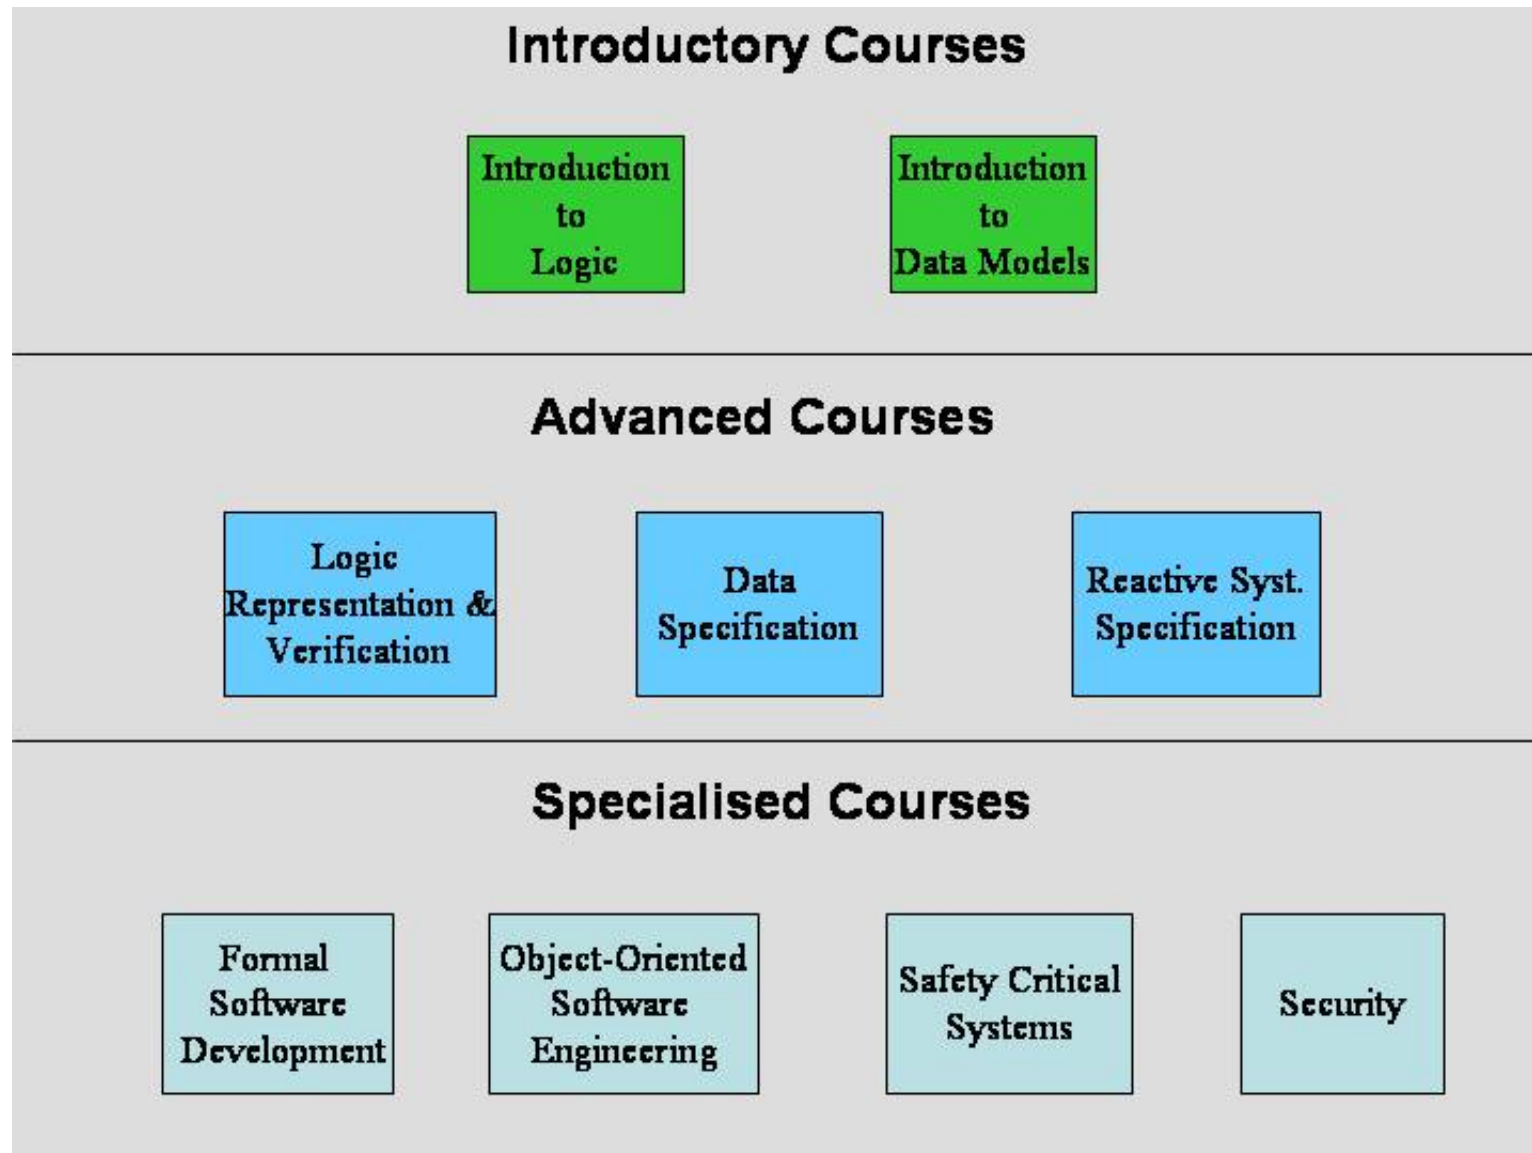 Introductory Courses
Introduction
to
Logic
Introduction
to
Data Models
Advanced Courses
Logic
Representation &
Verification
Data
Specification
Reactive Syst.
Specification
Specialised Courses
Formal
Software
Development
Object-Oriented
Software
Engineering
Safety Critical
Systems
Security